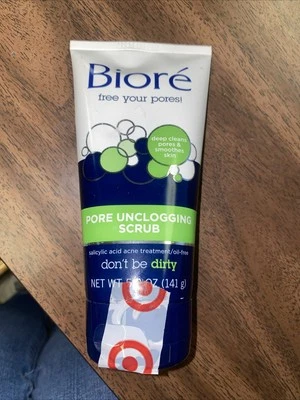 Bioré
free your pores!
deep cleans
pores &
smoothes
skin
PORE UNCLOGGING
SCRUB
salicylic acid acne treatment/oil-free
don't be dirty
NET WT OZ (141 g)